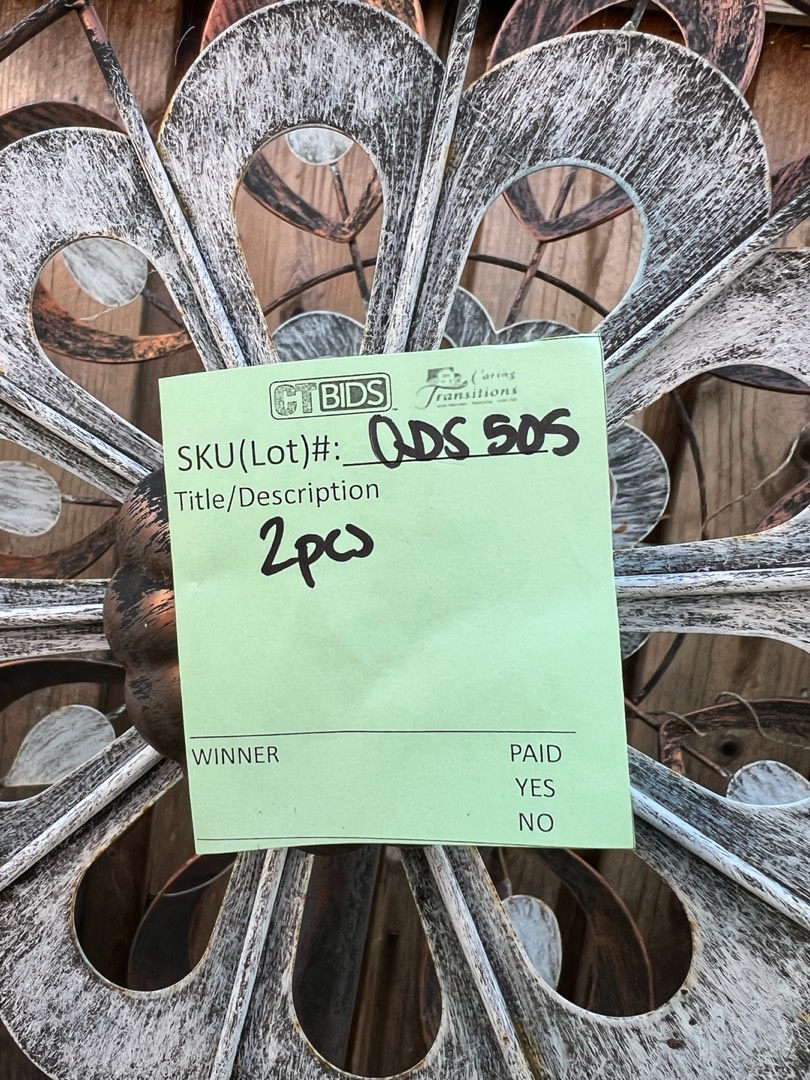 CTBIDS
Caring Transitions
SKU(Lot)#: QDS 505
Title/Description
2pcs
WINNER PAID
YES
NO